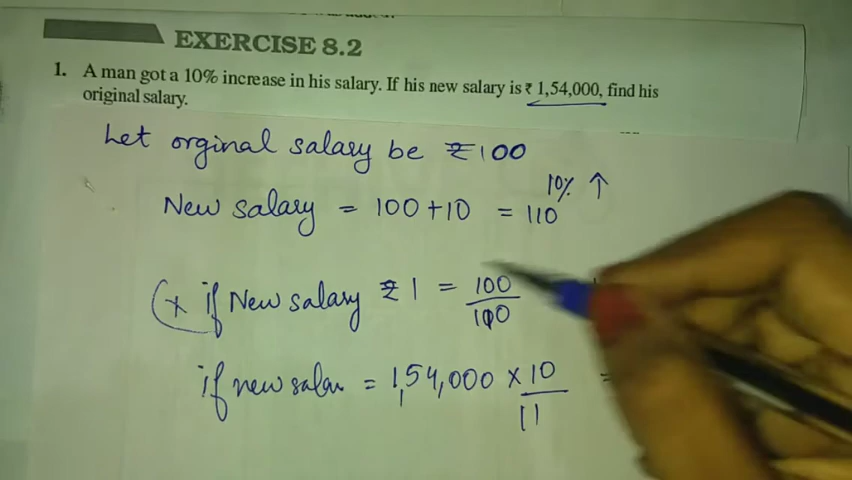 EXERCISE 8.2
1. A man got a 10% increase in his salary. If his new salary is ₹ 1,54,000, find his
original salary.
Let orginal salary be ₹100
10% ↑
New salary = 100+10 = 110
(x if New salary ₹ 1 = 100/110
if new salar = 1,54,000 × 10/11 =